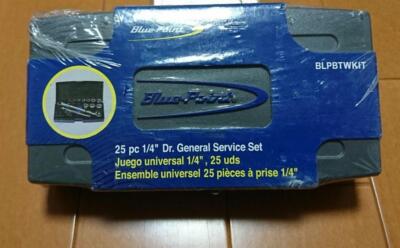 Blue-Point
BLPBTWKIT
Blue-Point
25 pc 1/4" Dr. General Service Set
Juego universal 1/4", 25 uds
Ensemble universel 25 pièces à prise 1/4"